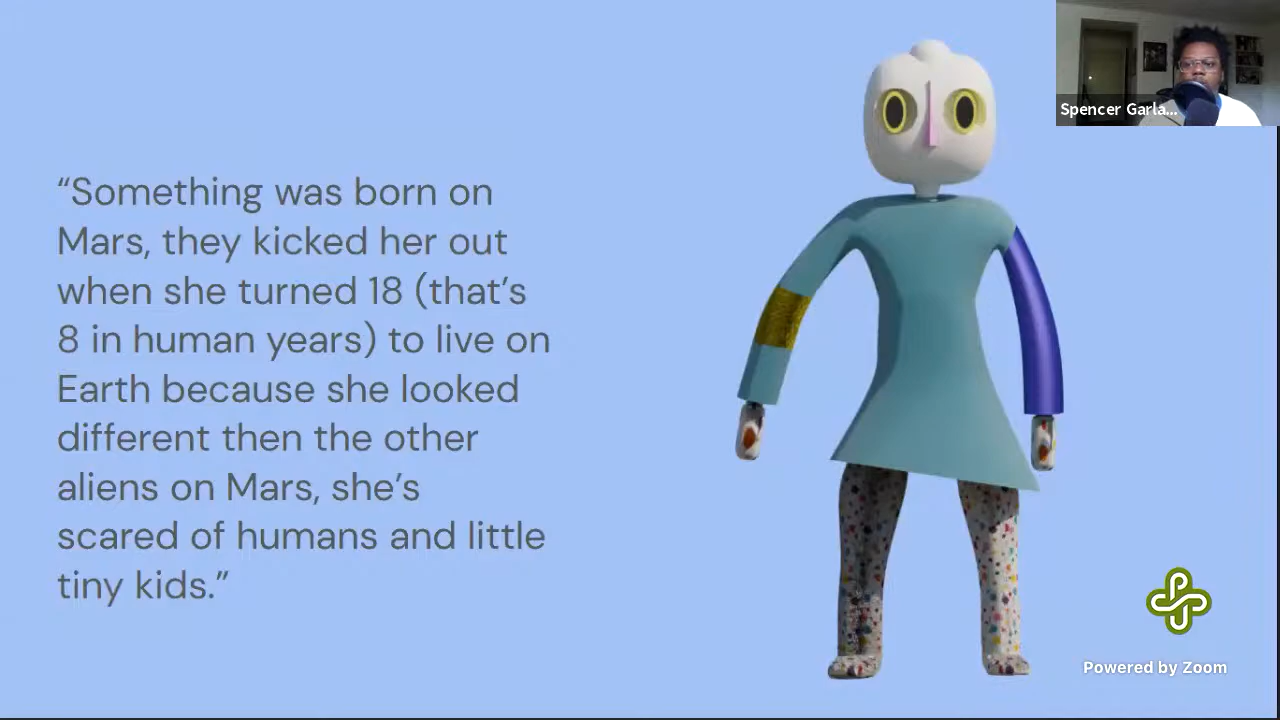 Spencer Garla...
“Something was born on
Mars, they kicked her out
when she turned 18 (that’s
8 in human years) to live on
Earth because she looked
different then the other
aliens on Mars, she’s
scared of humans and little
tiny kids.”
PSU
Powered by Zoom